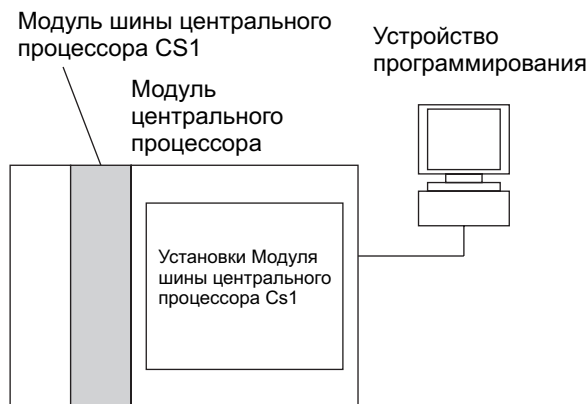 Модуль шины центрального
процессора CS1
Модуль
центрального
процессора
Устройство
программирования
Установки Модуля
шины центрального
процессора Cs1